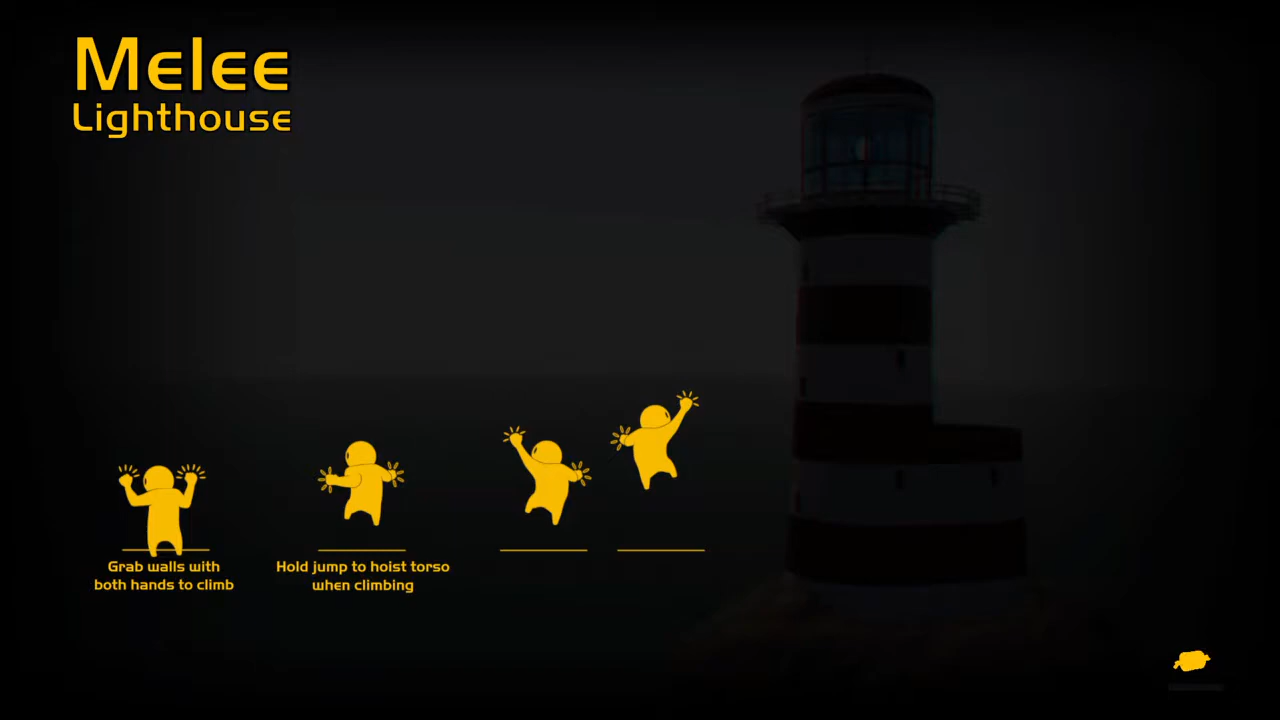 Melee
Lighthouse
Grab walls with
both hands to climb
Hold jump to hoist torso
when climbing